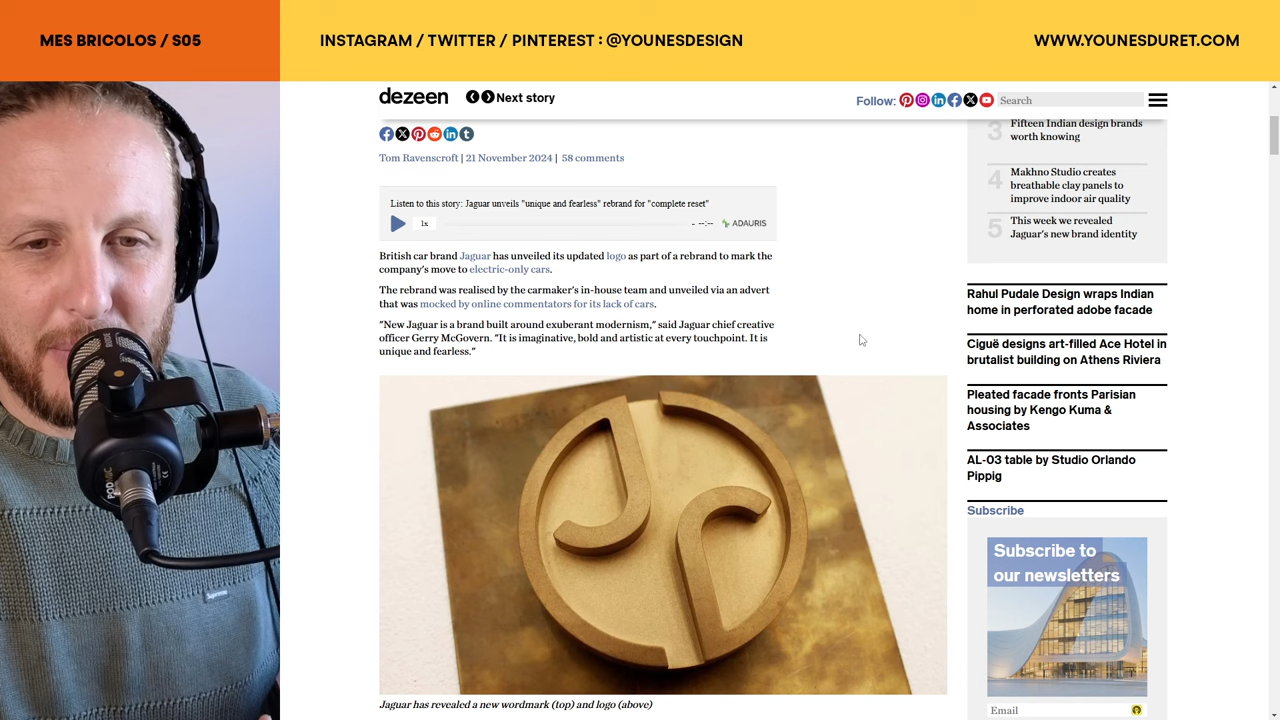 MES BRICOLOS / S05
INSTAGRAM / TWITTER / PINTEREST : @YOUNESDESIGN
WWW.YOUNESDURET.COM
dezeen
Next story
Follow:
Search
Tom Ravenscroft | 21 November 2024 | 58 comments
Listen to this story: Jaguar unveils "unique and fearless" rebrand for "complete reset"
1x
- --:--
ADAURIS
British car brand Jaguar has unveiled its updated logo as part of a rebrand to mark the
company's move to electric-only cars.
The rebrand was realised by the carmaker's in-house team and unveiled via an advert
that was mocked by online commentators for its lack of cars.
"New Jaguar is a brand built around exuberant modernism," said Jaguar chief creative
officer Gerry McGovern. "It is imaginative, bold and artistic at every touchpoint. It is
unique and fearless."
Jaguar has revealed a new wordmark (top) and logo (above)
3
Fifteen Indian design brands
worth knowing
4
Makhno Studio creates
breathable clay panels to
improve indoor air quality
5
This week we revealed
Jaguar's new brand identity
Rahul Pudale Design wraps Indian
home in perforated adobe facade
Ciguë designs art-filled Ace Hotel in
brutalist building on Athens Riviera
Pleated facade fronts Parisian
housing by Kengo Kuma &
Associates
AL-03 table by Studio Orlando
Pippig
Subscribe
Subscribe to
our newsletters
Email
RØDE
PODMIC
Supreme